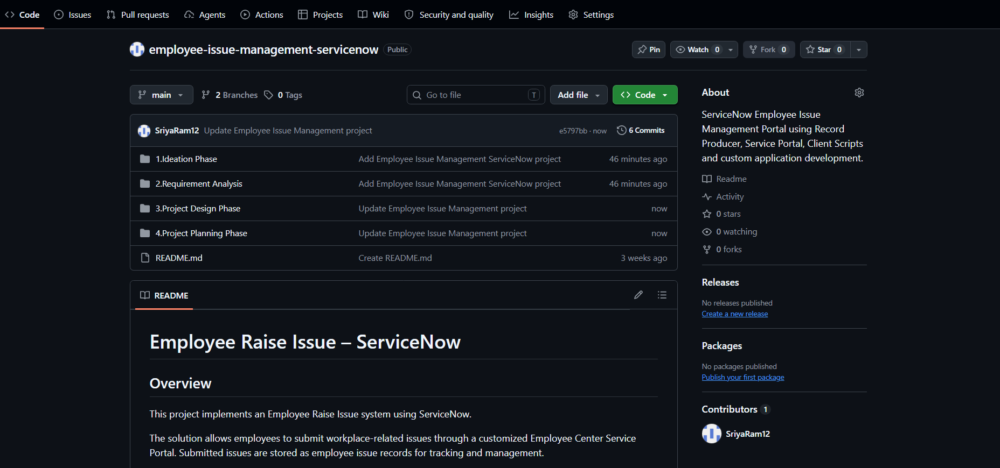 Code Issues Pull requests Agents Actions Projects Wiki Security and quality Insights Settings
employee-issue-management-servicenow Public
Pin Watch 0 Fork 0 Star 0
main 2 Branches 0 Tags Go to file T Add file Code
SriyaRam12 Update Employee Issue Management project e5797bb · now 6 Commits
1.Ideation Phase Add Employee Issue Management ServiceNow project 46 minutes ago
2.Requirement Analysis Add Employee Issue Management ServiceNow project 46 minutes ago
3.Project Design Phase Update Employee Issue Management project now
4.Project Planning Phase Update Employee Issue Management project now
README.md Create README.md 3 weeks ago
README
Employee Raise Issue – ServiceNow
Overview
This project implements an Employee Raise Issue system using ServiceNow.
The solution allows employees to submit workplace-related issues through a customized Employee Center Service
Portal. Submitted issues are stored as employee issue records for tracking and management.
About
ServiceNow Employee Issue
Management Portal using Record
Producer, Service Portal, Client Scripts
and custom application development.
Readme
Activity
0 stars
0 watching
0 forks
Releases
No releases published
Create a new release
Packages
No packages published
Publish your first package
Contributors 1
SriyaRam12